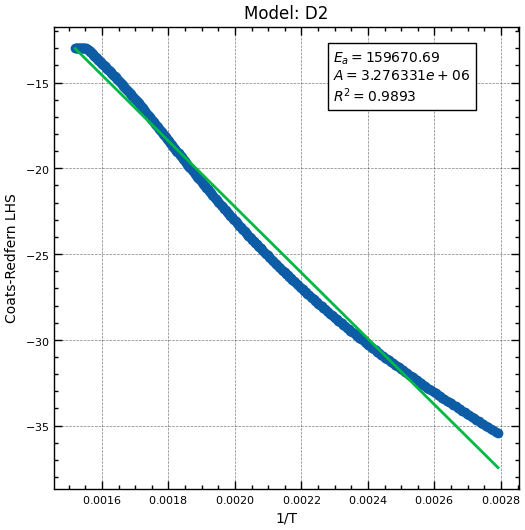 Model: D2
E_a = 159670.69
A = 3.276331e + 06
R² = 0.9893
Coats-Redfern LHS
−15
−20
−25
−30
−35
0.0016 0.0018 0.0020 0.0022 0.0024 0.0026 0.0028
1/T